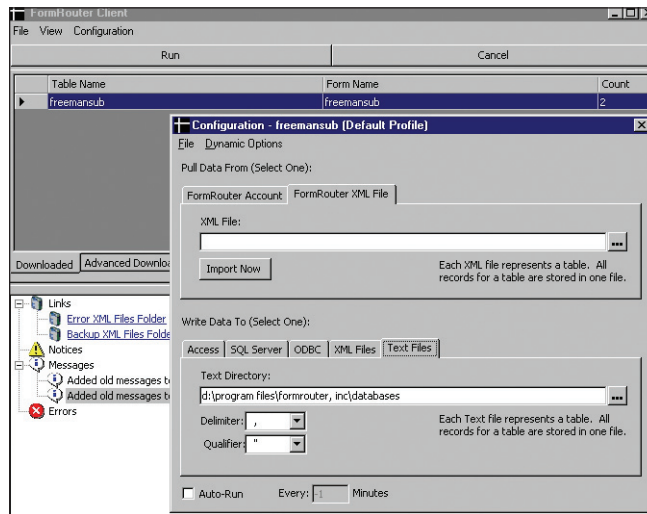 FormRouter Client
File View Configuration
Run Cancel
Table Name Form Name Count
freemansub freemansub 2
Configuration - freemansub (Default Profile)
File Dynamic Options
Pull Data From (Select One):
FormRouter Account FormRouter XML File
XML File:
...
Import Now
Each XML file represents a table. All
records for a table are stored in one file.
Downloaded Advanced Downloa
Links
Error XML Files Folder
Backup XML Files Folde
Notices
Messages
Added old messages to
Added old messages to
Errors
Write Data To (Select One):
Access SQL Server ODBC XML Files Text Files
Text Directory:
d:\program files\formrouter, inc\databases ...
Delimiter: ,
Qualifier: "
Each Text file represents a table. All
records for a table are stored in one file.
Auto-Run Every: -1 Minutes